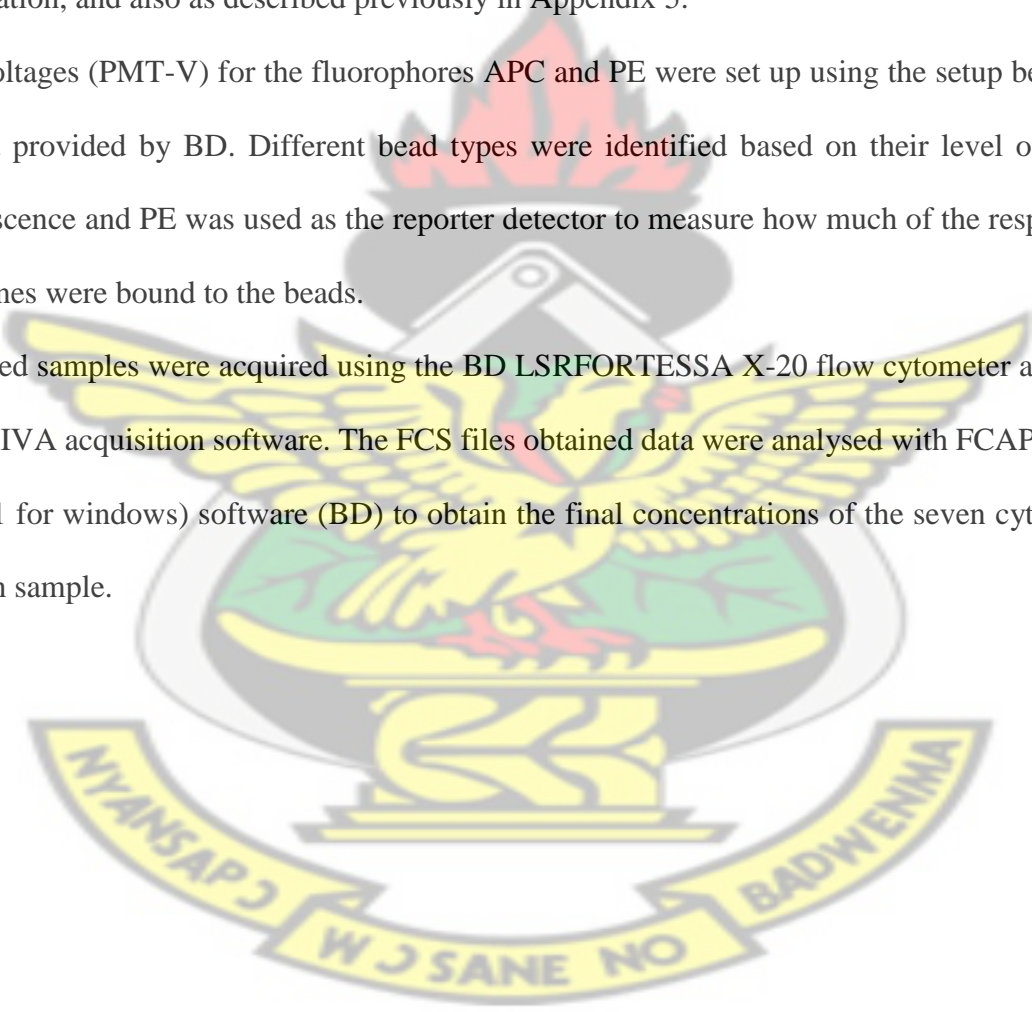 ation, and also as described previously in Appendix 5.
oltages (PMT-V) for the fluorophores APC and PE were set up using the setup be
provided by BD. Different bead types were identified based on their level o
scence and PE was used as the reporter detector to measure how much of the resp
nes were bound to the beads.
ed samples were acquired using the BD LSRFORTESSA X-20 flow cytometer a
IVA acquisition software. The FCS files obtained data were analysed with FCAP
for windows) software (BD) to obtain the final concentrations of the seven cyt
sample.
NYANSAPƆ
WƆ SANE NO
BADWENMA